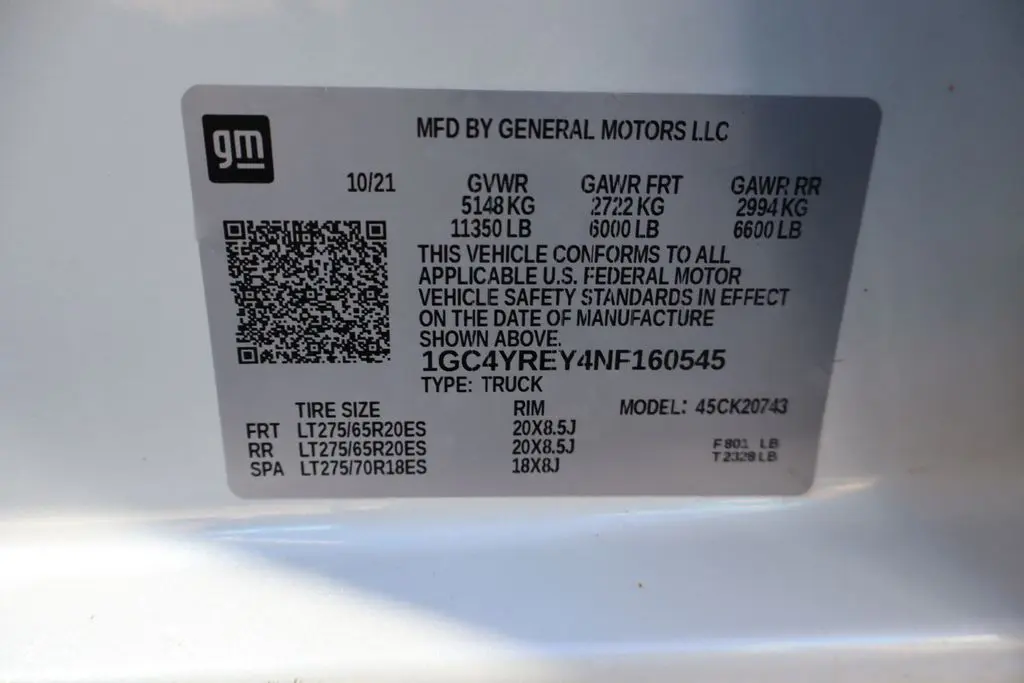 gm
MFD BY GENERAL MOTORS LLC
10/21 GVWR GAWR FRT GAWR RR
5148 KG 2722 KG 2994 KG
11350 LB 6000 LB 6600 LB
THIS VEHICLE CONFORMS TO ALL
APPLICABLE U.S. FEDERAL MOTOR
VEHICLE SAFETY STANDARDS IN EFFECT
ON THE DATE OF MANUFACTURE
SHOWN ABOVE.
1GC4YREY4NF160545
TYPE: TRUCK
TIRE SIZE RIM MODEL: 45CK20743
FRT LT275/65R20ES 20X8.5J
RR LT275/65R20ES 20X8.5J
SPA LT275/70R18ES 18X8J
F 801 LB
T 2328 LB